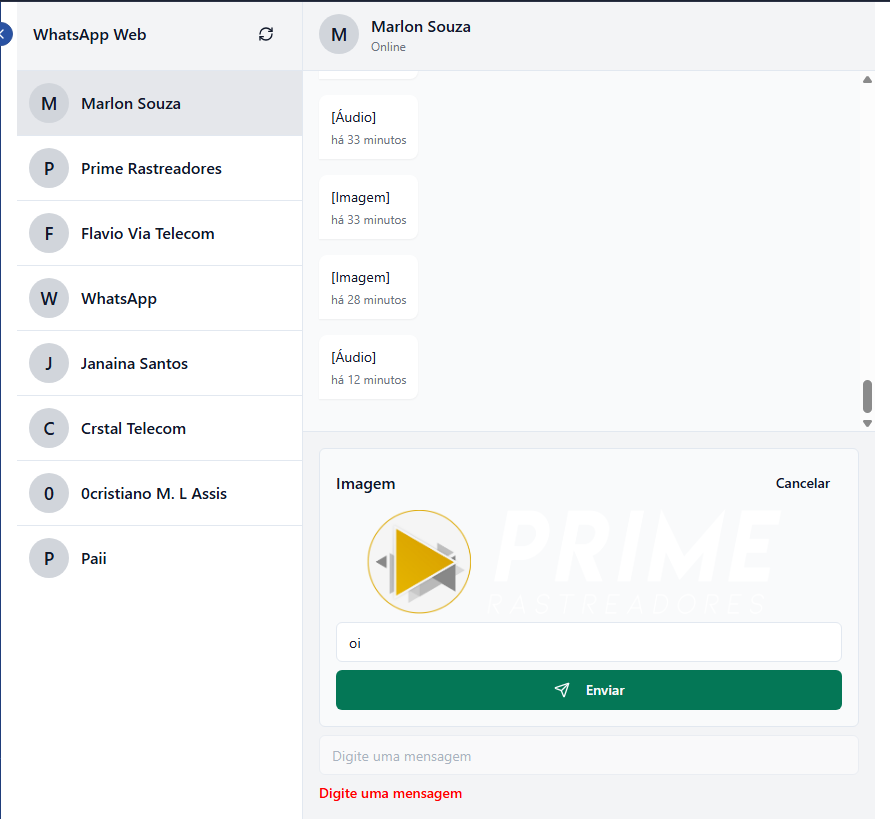 WhatsApp Web
M
Marlon Souza
P
Prime Rastreadores
F
Flavio Via Telecom
W
WhatsApp
J
Janaina Santos
C
Crstal Telecom
0
0cristiano M. L Assis
P
Paii
M
Marlon Souza
Online
[Áudio]
há 33 minutos
[Imagem]
há 33 minutos
[Imagem]
há 28 minutos
[Áudio]
há 12 minutos
Imagem
Cancelar
PRIME
RASTREADORES
oi
Enviar
Digite uma mensagem
Digite uma mensagem